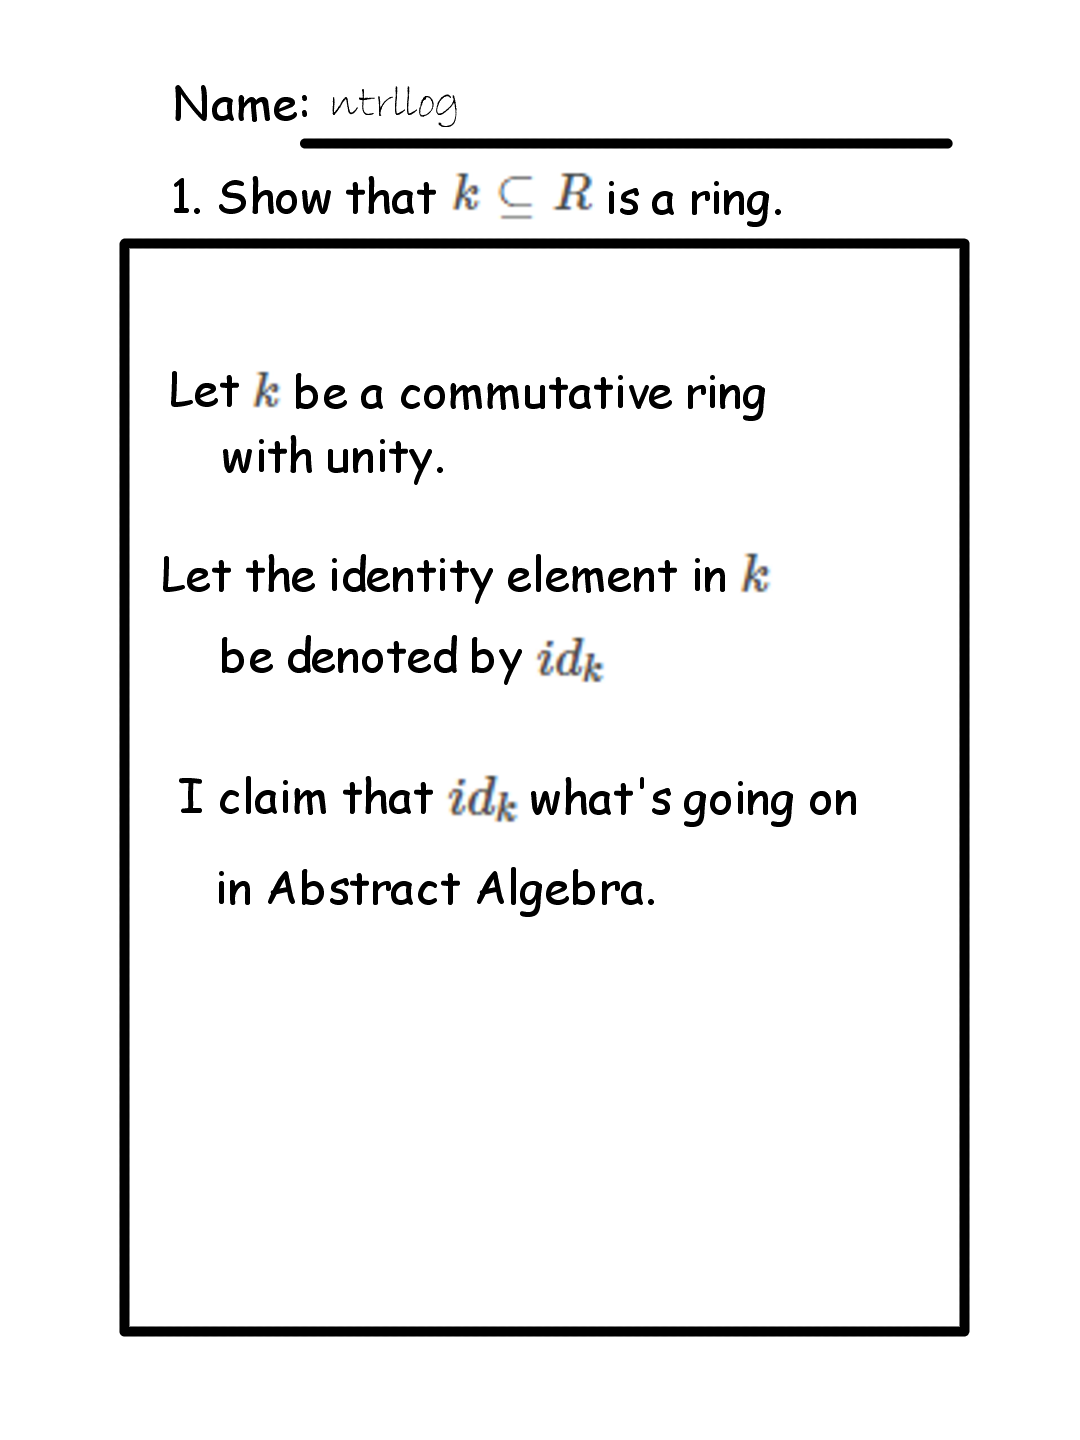 Name: ntrllog
1. Show that k ⊆ R is a ring.
Let k be a commutative ring
with unity.
Let the identity element in k
be denoted by id_k
I claim that id_k what's going on
in Abstract Algebra.